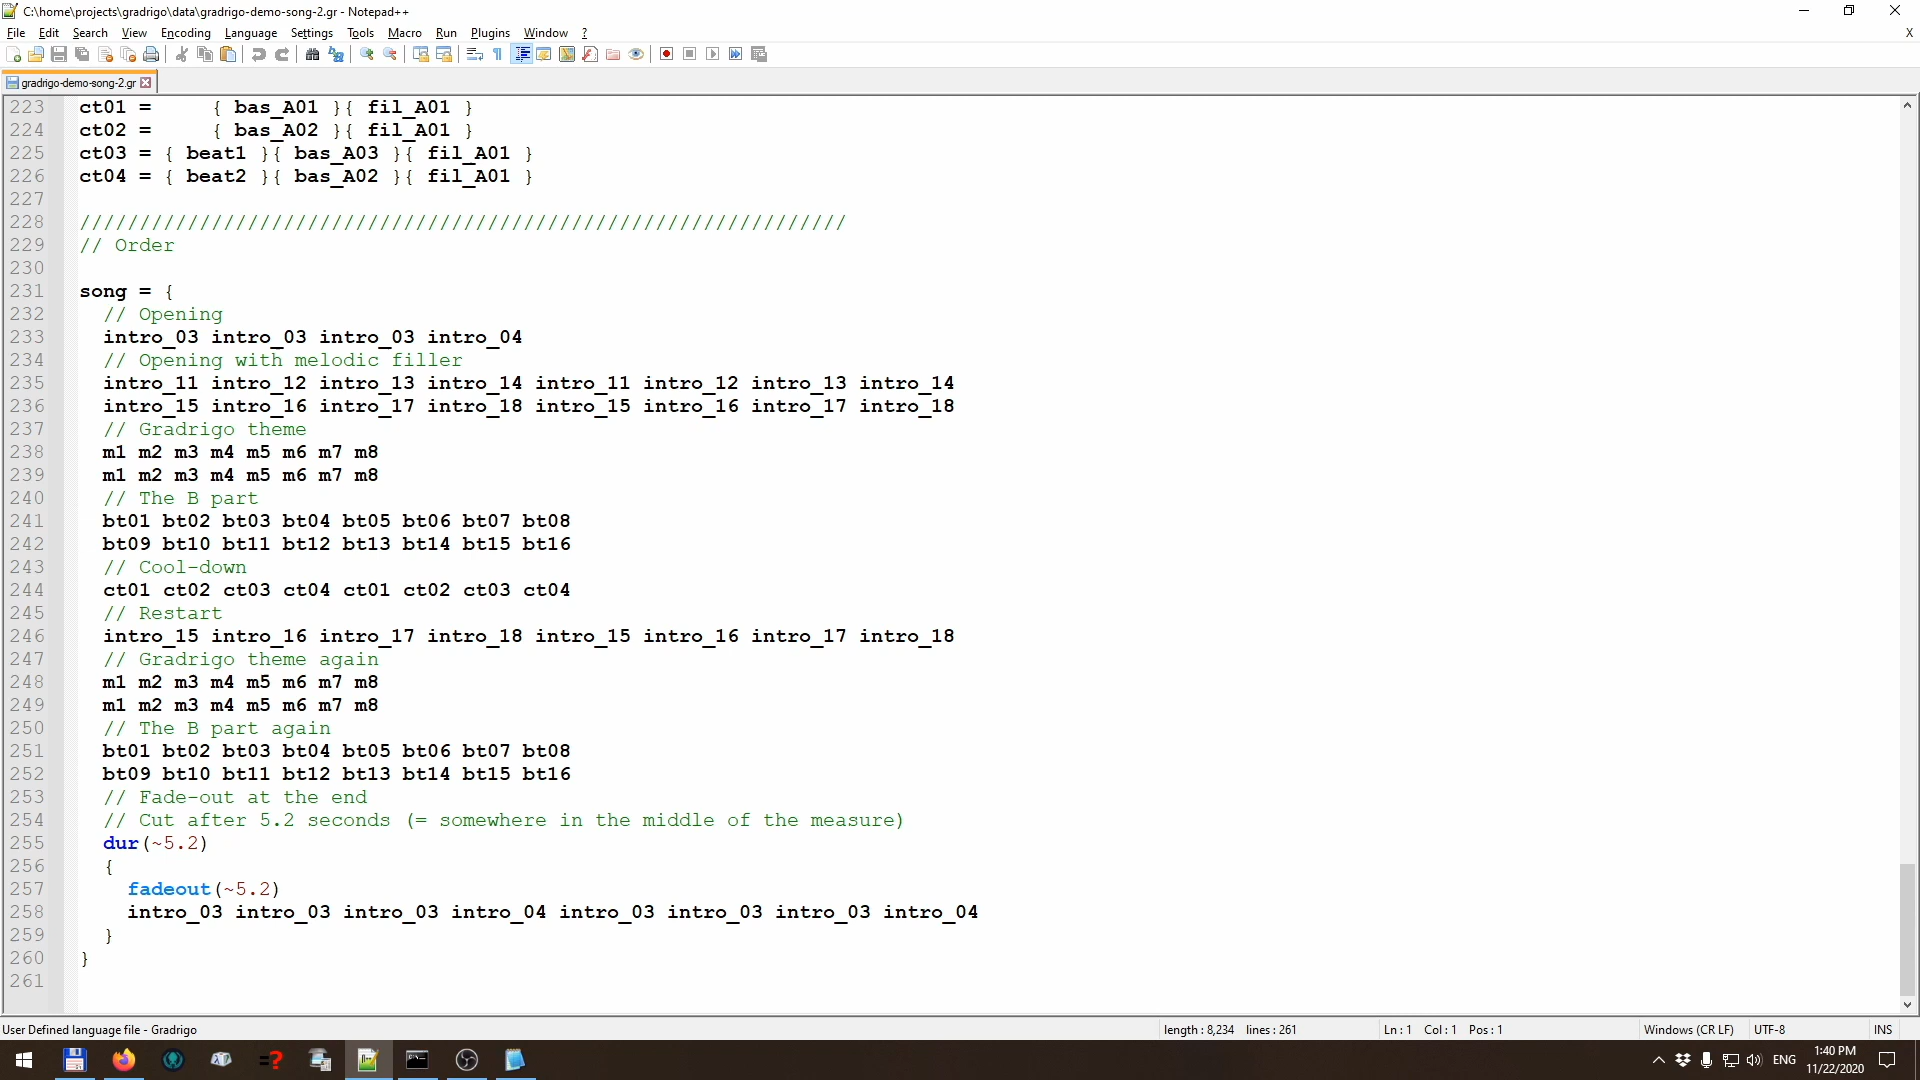 C:\home\projects\gradrigo\data\gradrigo-demo-song-2.gr - Notepad++
File Edit Search View Encoding Language Settings Tools Macro Run Plugins Window ? X
gradrigo-demo-song-2.gr
223 ct01 = { bas_A01 }{ fil_A01 }
224 ct02 = { bas_A02 }{ fil_A01 }
225 ct03 = { beat1 }{ bas_A03 }{ fil_A01 }
226 ct04 = { beat2 }{ bas_A02 }{ fil_A01 }
227
228 ////////////////////////////////////////////////////////////////
229 // Order
230
231 song = {
232 // Opening
233 intro_03 intro_03 intro_03 intro_04
234 // Opening with melodic filler
235 intro_11 intro_12 intro_13 intro_14 intro_11 intro_12 intro_13 intro_14
236 intro_15 intro_16 intro_17 intro_18 intro_15 intro_16 intro_17 intro_18
237 // Gradrigo theme
238 m1 m2 m3 m4 m5 m6 m7 m8
239 m1 m2 m3 m4 m5 m6 m7 m8
240 // The B part
241 bt01 bt02 bt03 bt04 bt05 bt06 bt07 bt08
242 bt09 bt10 bt11 bt12 bt13 bt14 bt15 bt16
243 // Cool-down
244 ct01 ct02 ct03 ct04 ct01 ct02 ct03 ct04
245 // Restart
246 intro_15 intro_16 intro_17 intro_18 intro_15 intro_16 intro_17 intro_18
247 // Gradrigo theme again
248 m1 m2 m3 m4 m5 m6 m7 m8
249 m1 m2 m3 m4 m5 m6 m7 m8
250 // The B part again
251 bt01 bt02 bt03 bt04 bt05 bt06 bt07 bt08
252 bt09 bt10 bt11 bt12 bt13 bt14 bt15 bt16
253 // Fade-out at the end
254 // Cut after 5.2 seconds (= somewhere in the middle of the measure)
255 dur(~5.2)
256 {
257 fadeout(~5.2)
258 intro_03 intro_03 intro_03 intro_04 intro_03 intro_03 intro_03 intro_04
259 }
260 }
261
User Defined language file - Gradrigo length : 8,234 lines : 261 Ln : 1 Col : 1 Pos : 1 Windows (CR LF) UTF-8 INS
ENG 1:40 PM
11/22/2020